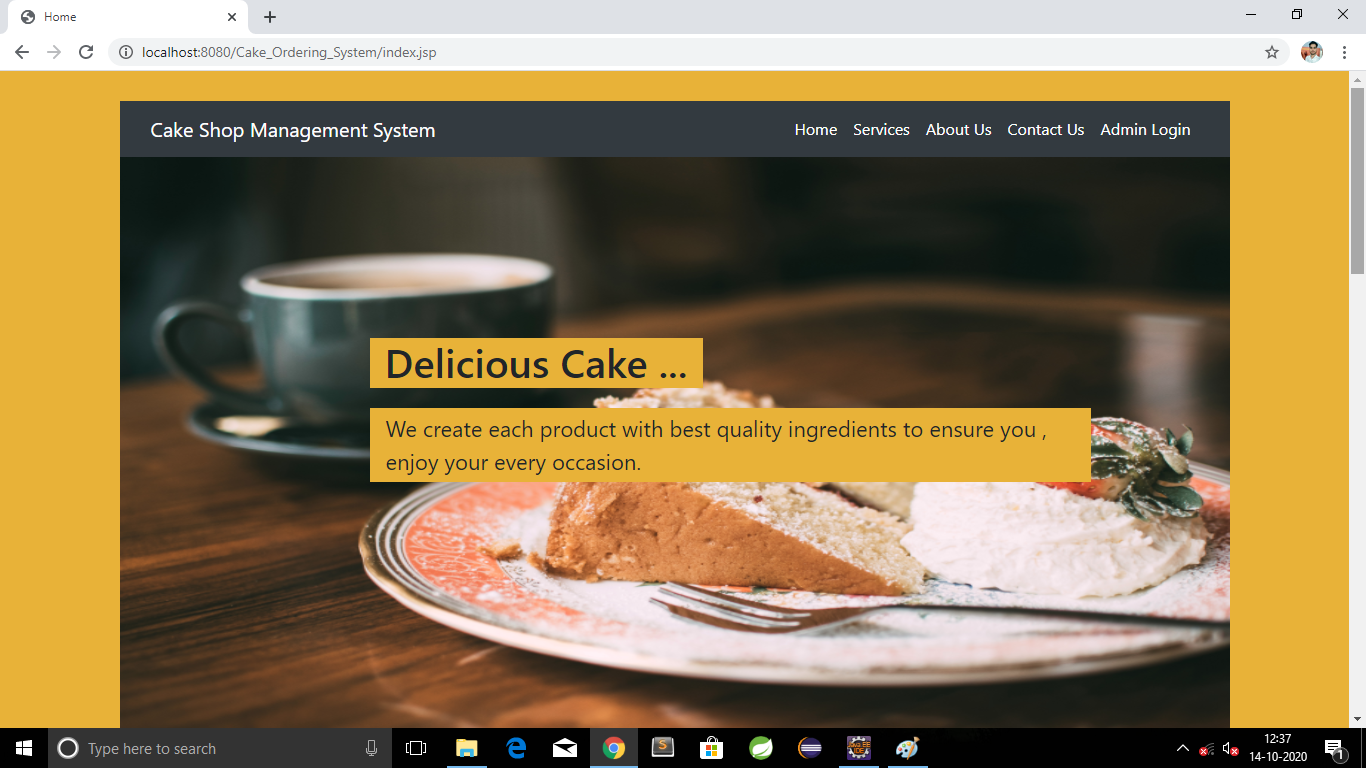 Home
localhost:8080/Cake_Ordering_System/index.jsp
Cake Shop Management System
Home Services About Us Contact Us Admin Login
Delicious Cake ...
We create each product with best quality ingredients to ensure you ,
enjoy your every occasion.
Type here to search
12:37
14-10-2020
1